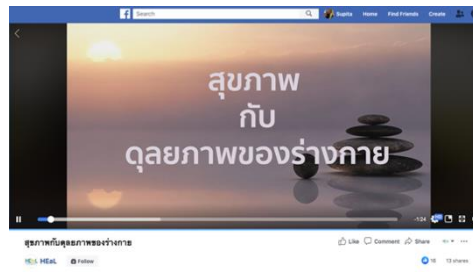 Search
Supita Home Find Friends Create
สุขภาพ
กับ
ดุลยภาพของร่างกาย
-1:24
สุขภาพกับดุลยภาพของร่างกาย
Like Comment Share
HEaL HEaL Follow
18 13 shares